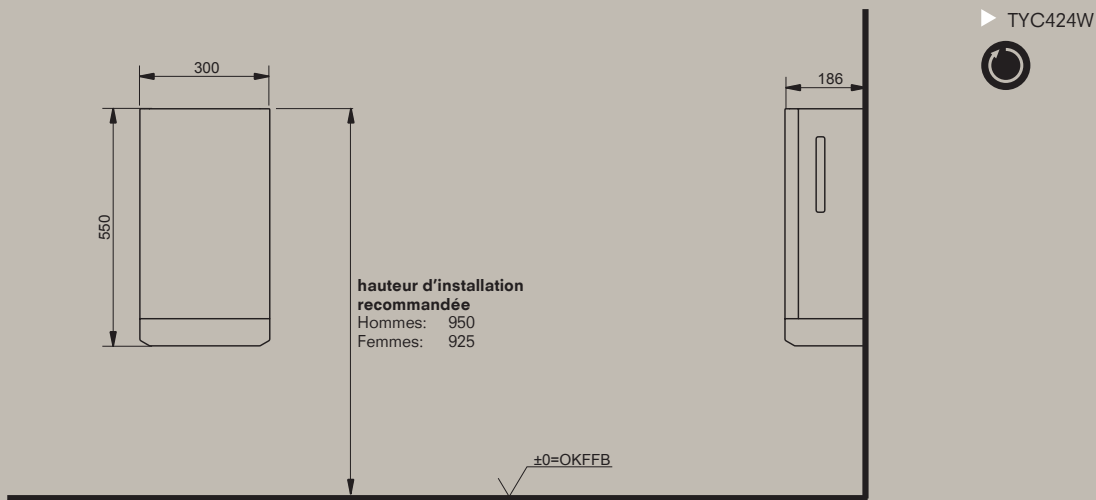 TYC424W
300
186
550
hauteur d’installation
recommandée
Hommes: 950
Femmes: 925
±0=OKFFB